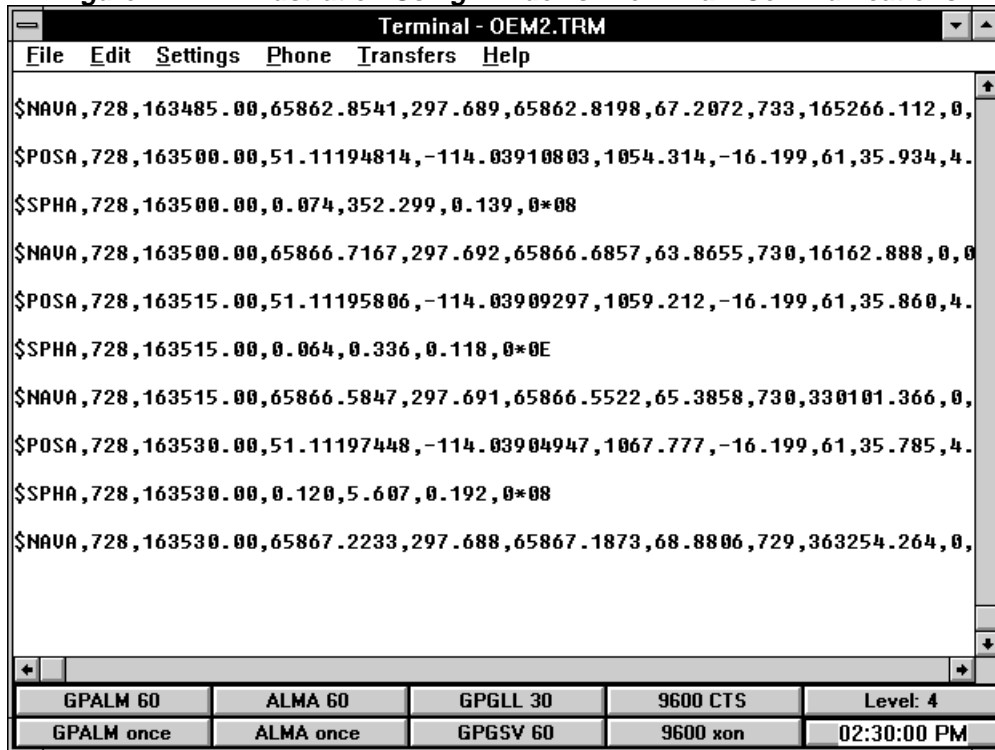 Terminal - OEM2.TRM
File Edit Settings Phone Transfers Help
$NAVA,728,163485.00,65862.8541,297.689,65862.8198,67.2072,733,165266.112,0,
$POSA,728,163500.00,51.11194814,-114.03910803,1054.314,-16.199,61,35.934,4.
$SPHA,728,163500.00,0.074,352.299,0.139,0*08
$NAVA,728,163500.00,65866.7167,297.692,65866.6857,63.8655,730,16162.888,0,0
$POSA,728,163515.00,51.11195806,-114.03909297,1059.212,-16.199,61,35.860,4.
$SPHA,728,163515.00,0.064,0.336,0.118,0*0E
$NAVA,728,163515.00,65866.5847,297.691,65866.5522,65.3858,730,330101.366,0,
$POSA,728,163530.00,51.11197448,-114.03904947,1067.777,-16.199,61,35.785,4.
$SPHA,728,163530.00,0.120,5.607,0.192,0*08
$NAVA,728,163530.00,65867.2233,297.688,65867.1873,68.8806,729,363254.264,0,
GPALM 60 ALMA 60 GPGLL 30 9600 CTS Level: 4
GPALM once ALMA once GPGSV 60 9600 xon 02:30:00 PM